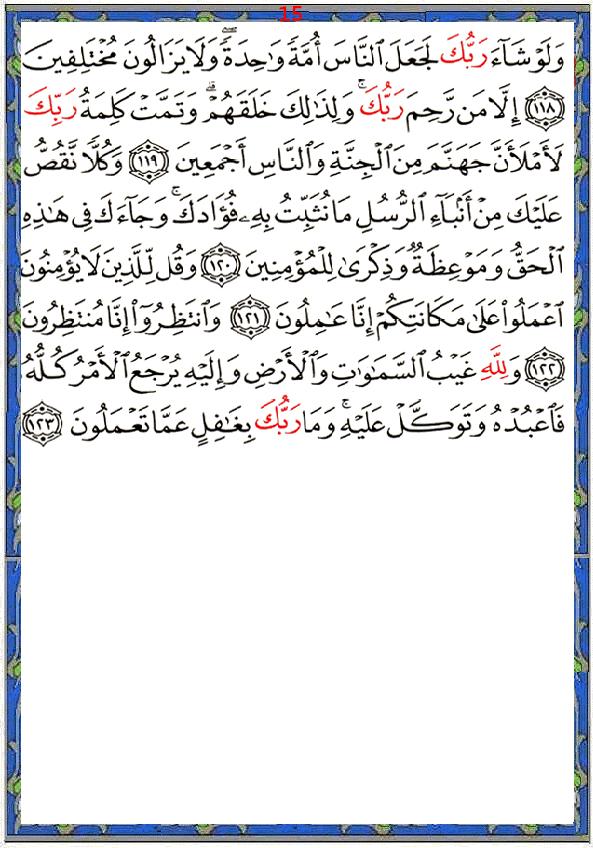 15
وَلَوْ شَآءَ رَبُّكَ لَجَعَلَ ٱلنَّاسَ أُمَّةً وَٰحِدَةً ۖ وَلَا يَزَالُونَ مُخْتَلِفِينَ
﴿١١٨﴾ إِلَّا مَن رَّحِمَ رَبُّكَ ۚ وَلِذَٰلِكَ خَلَقَهُمْ ۗ وَتَمَّتْ كَلِمَةُ رَبِّكَ
لَأَمْلَأَنَّ جَهَنَّمَ مِنَ ٱلْجِنَّةِ وَٱلنَّاسِ أَجْمَعِينَ ﴿١١٩﴾ وَكُلًّا نَّقُصُّ
عَلَيْكَ مِنْ أَنۢبَآءِ ٱلرُّسُلِ مَا نُثَبِّتُ بِهِۦ فُؤَادَكَ ۚ وَجَآءَكَ فِى هَٰذِهِ
ٱلْحَقُّ وَمَوْعِظَةٌ وَذِكْرَىٰ لِلْمُؤْمِنِينَ ﴿١٢٠﴾ وَقُل لِّلَّذِينَ لَا يُؤْمِنُونَ
ٱعْمَلُوا۟ عَلَىٰ مَكَانَتِكُمْ إِنَّا عَٰمِلُونَ ﴿١٢١﴾ وَٱنتَظِرُوٓا۟ إِنَّا مُنتَظِرُونَ
﴿١٢٢﴾ وَلِلَّهِ غَيْبُ ٱلسَّمَٰوَٰتِ وَٱلْأَرْضِ وَإِلَيْهِ يُرْجَعُ ٱلْأَمْرُ كُلُّهُۥ
فَٱعْبُدْهُ وَتَوَكَّلْ عَلَيْهِ ۚ وَمَا رَبُّكَ بِغَٰفِلٍ عَمَّا تَعْمَلُونَ ﴿١٢٣﴾